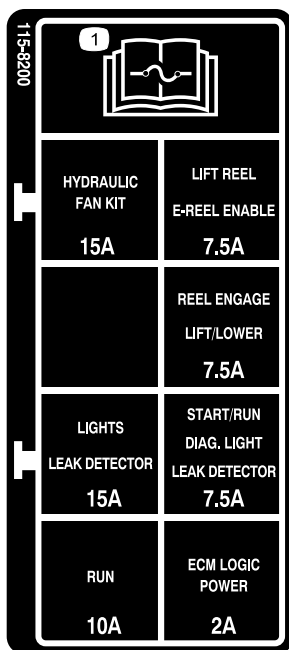 115-8200
1
HYDRAULIC
FAN KIT
15A
LIFT REEL
E-REEL ENABLE
7.5A
REEL ENGAGE
LIFT/LOWER
7.5A
LIGHTS
LEAK DETECTOR
15A
START/RUN
DIAG. LIGHT
LEAK DETECTOR
7.5A
RUN
10A
ECM LOGIC
POWER
2A